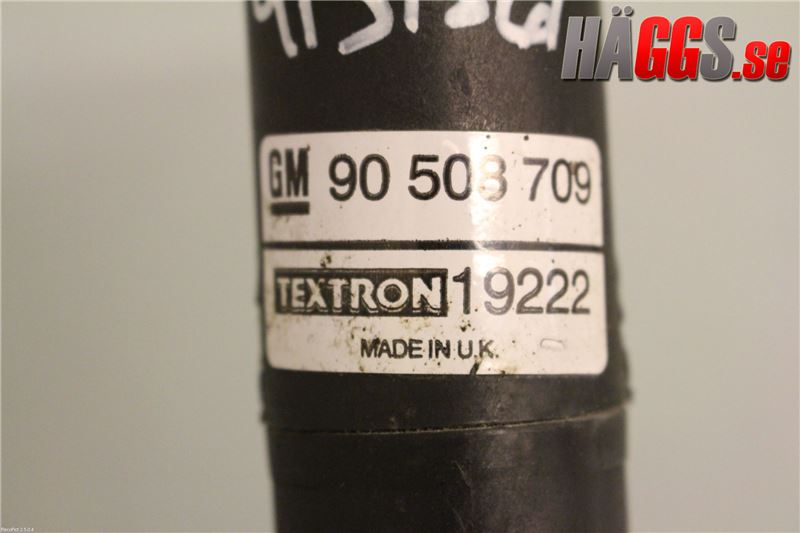 HÄGGS.se
GM 90 508 709
TEXTRON 19222
MADE IN U.K.